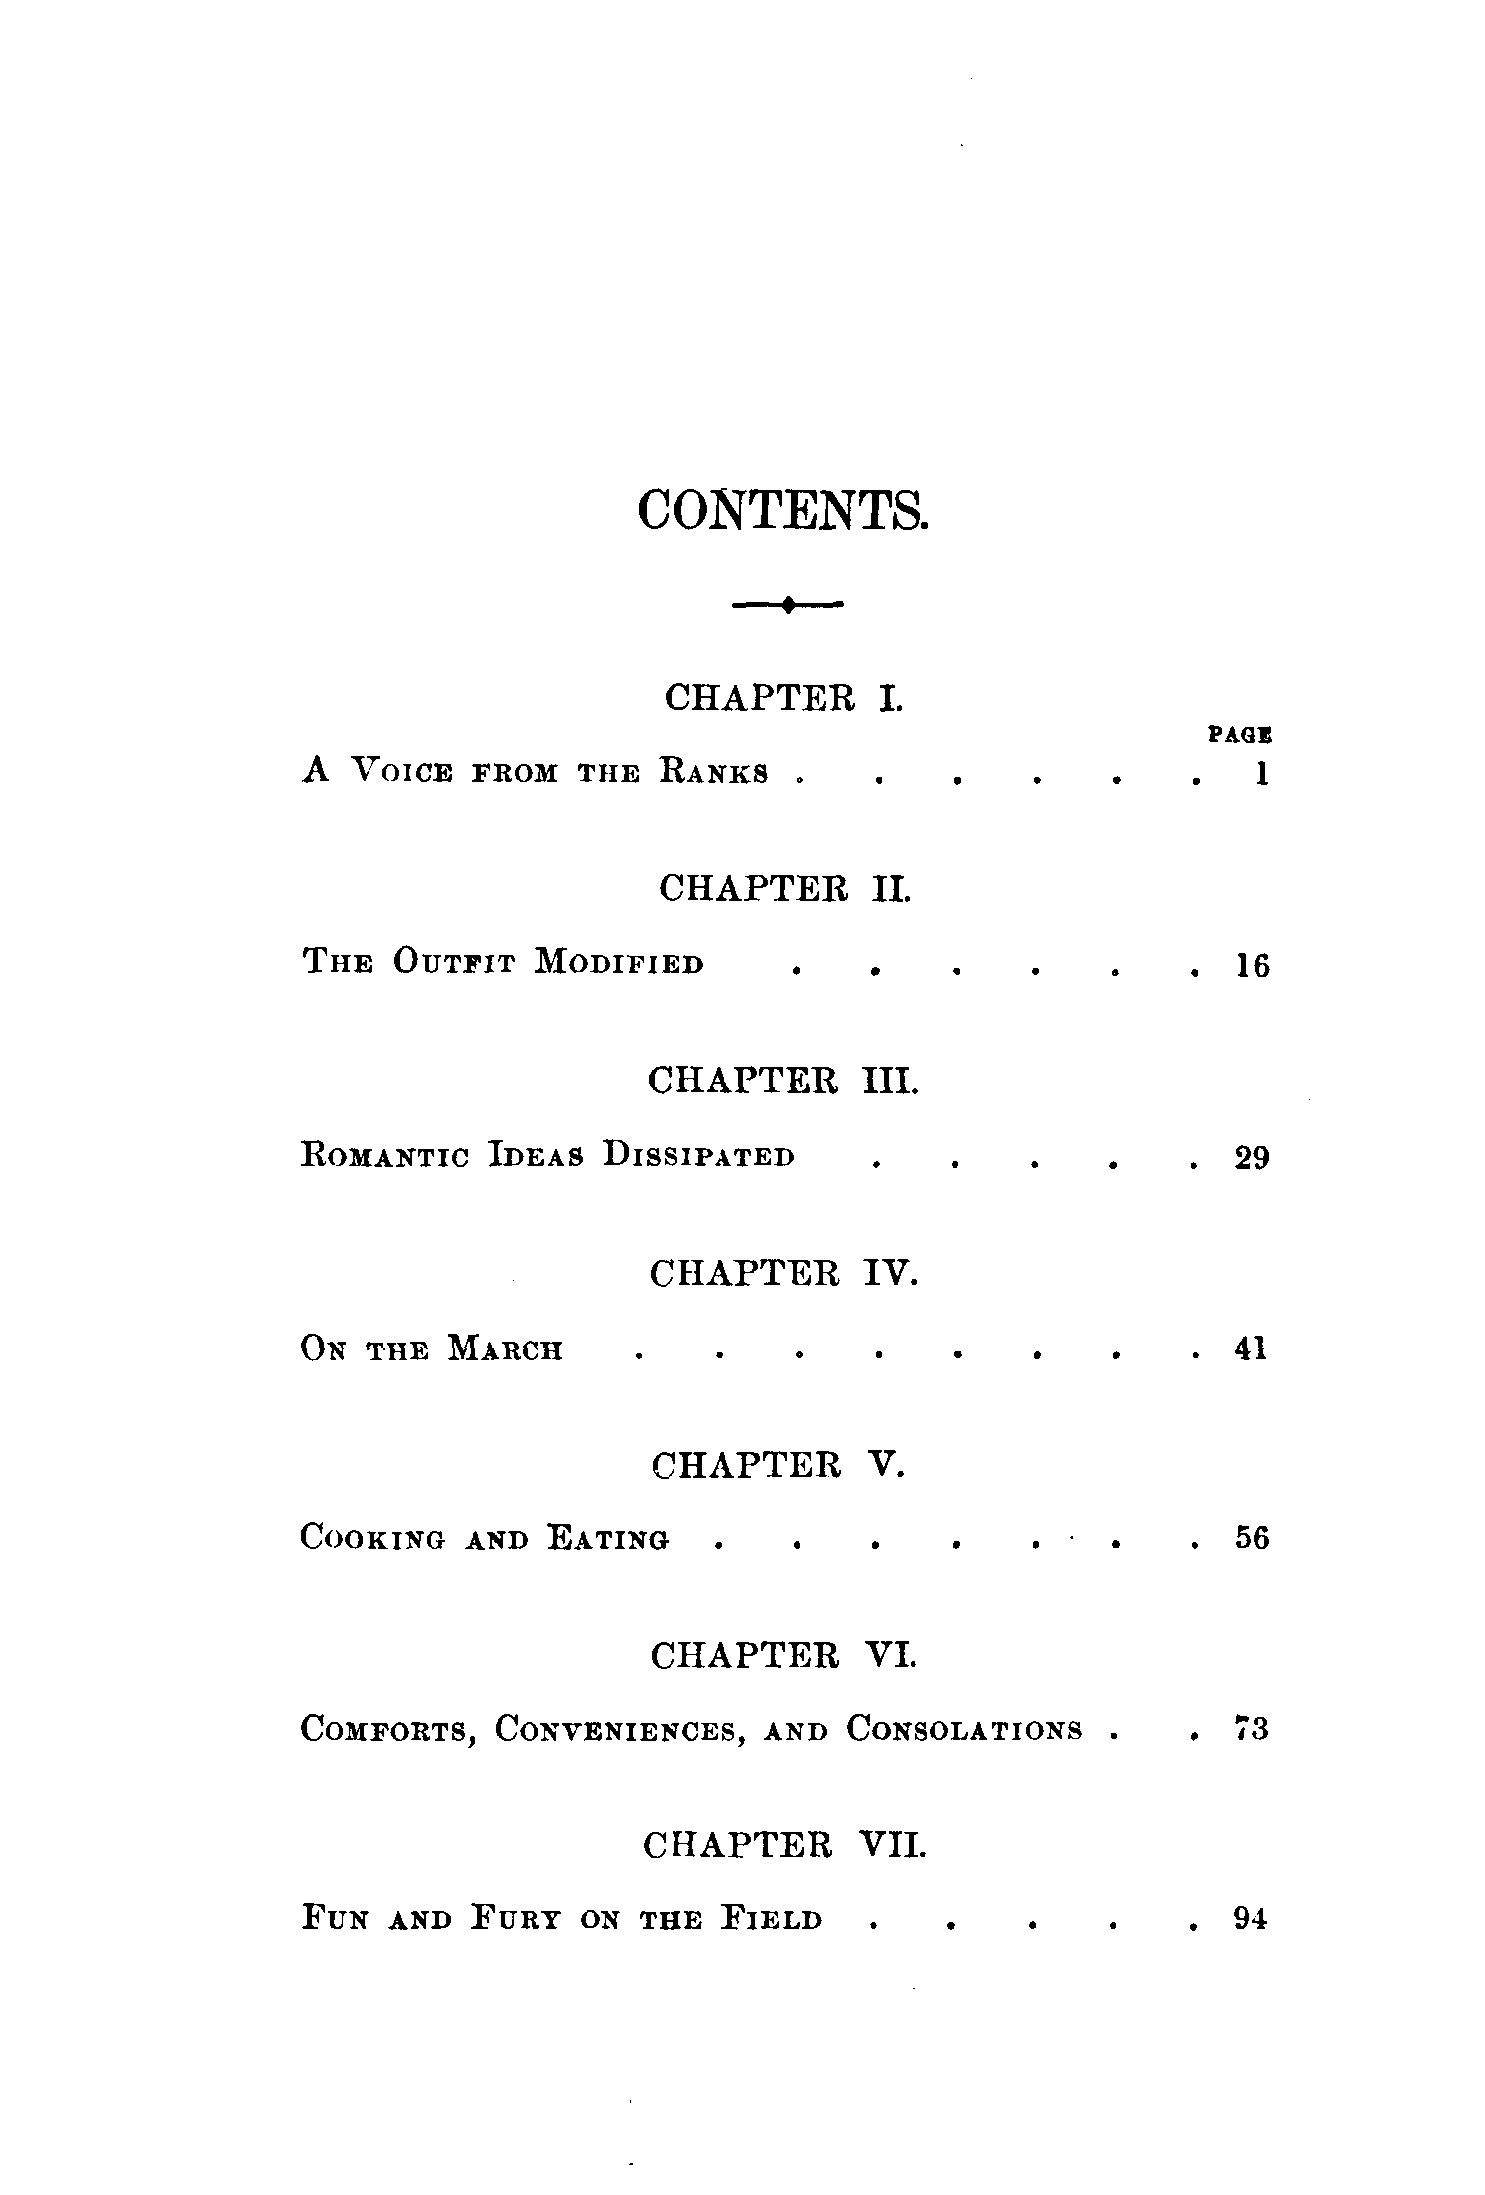 CONTENTS.
CHAPTER I.
PAGE
A Voice from the Ranks . . . . . . 1
CHAPTER II.
The Outfit Modified . . . . . . 16
CHAPTER III.
Romantic Ideas Dissipated . . . . . 29
CHAPTER IV.
On the March . . . . . . . . 41
CHAPTER V.
Cooking and Eating . . . . . . . 56
CHAPTER VI.
Comforts, Conveniences, and Consolations . . 73
CHAPTER VII.
Fun and Fury on the Field . . . . . 94